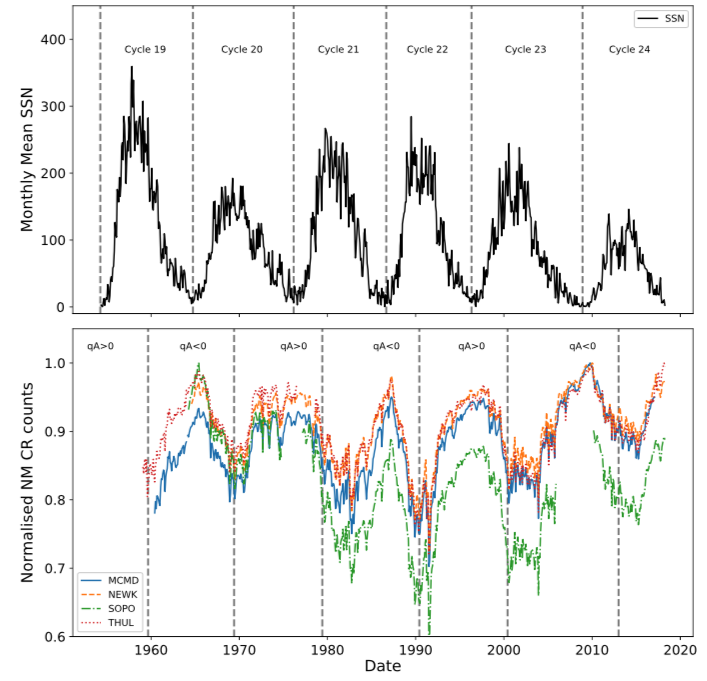 SSN
Cycle 19 Cycle 20 Cycle 21 Cycle 22 Cycle 23 Cycle 24
Monthly Mean SSN
400
300
200
100
0
qA>0 qA<0 qA>0 qA<0 qA>0 qA<0
Normalised NM CR counts
1.0
0.9
0.8
0.7
0.6
MCMD
NEWK
SOPO
THUL
1960 1970 1980 1990 2000 2010 2020
Date